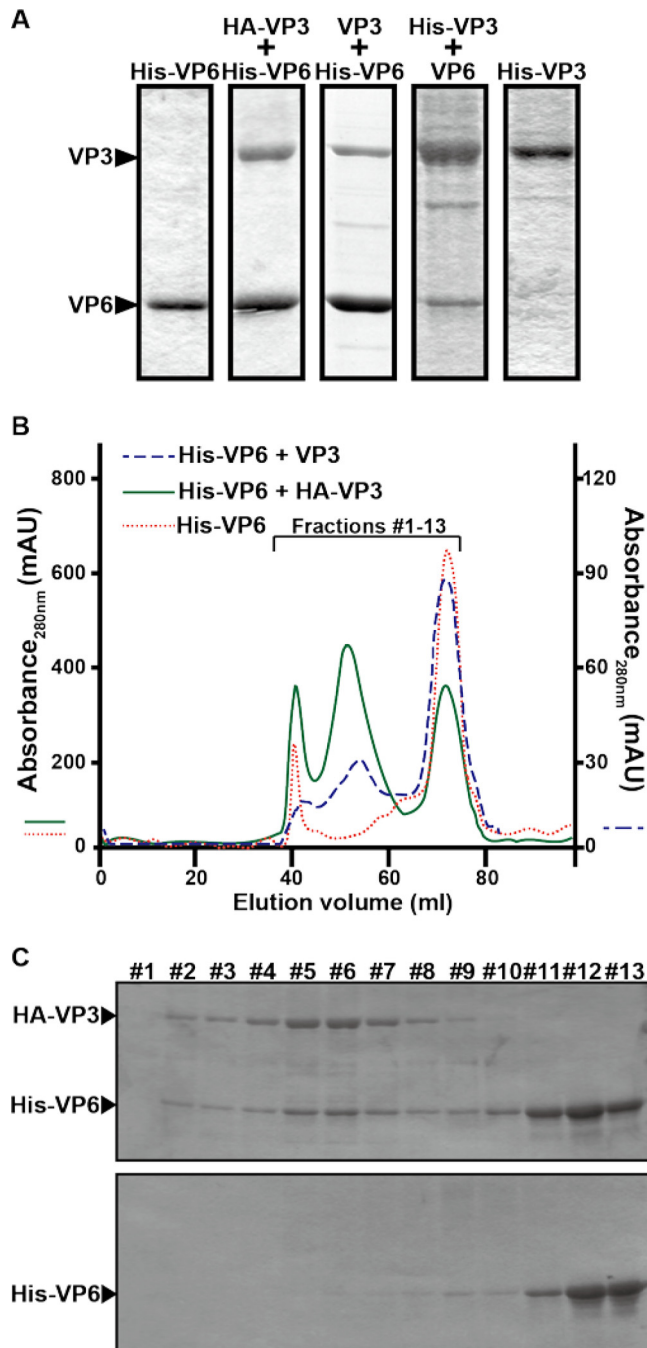 A
HA-VP3 VP3 His-VP3
+ + +
His-VP6 His-VP6 His-VP6 VP6 His-VP3
VP3
VP6
B
800 120
His-VP6 + VP3
His-VP6 + HA-VP3
His-VP6
Fractions #1-13
600 90
400 60
200 30
0 0
Absorbance280nm (mAU)
Absorbance280nm (mAU)
0 20 40 60 80
Elution volume (ml)
C
#1 #2 #3 #4 #5 #6 #7 #8 #9 #10 #11 #12 #13
HA-VP3
His-VP6
His-VP6